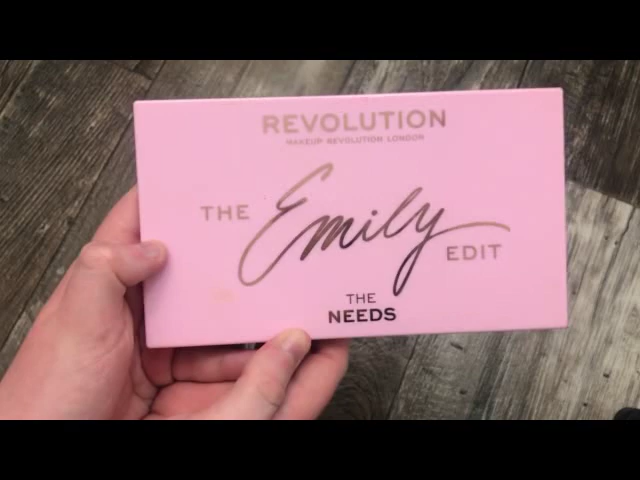 REVOLUTION
MAKEUP REVOLUTION LONDON
THE Emily EDIT
THE
NEEDS